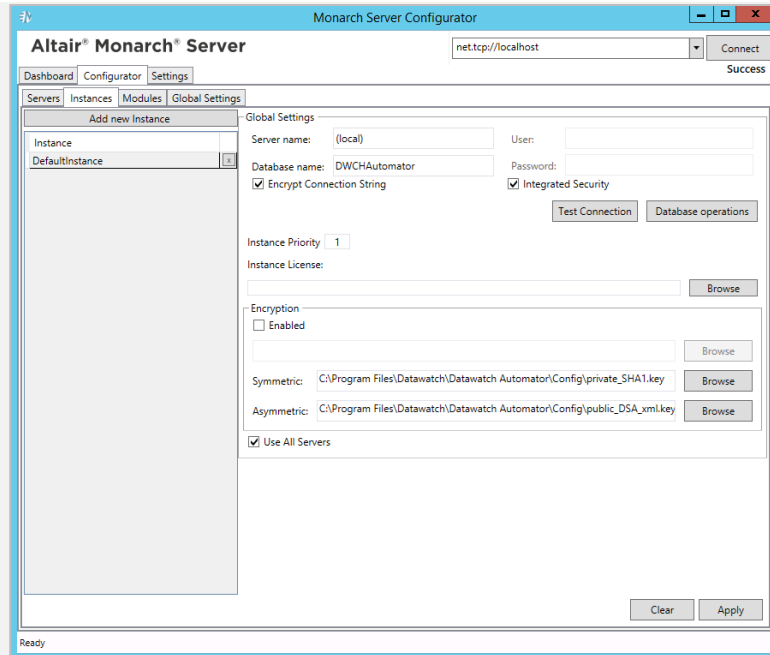 Monarch Server Configurator
Altair® Monarch® Server
net.tcp://localhost
Connect
Success
Dashboard Configurator Settings
Servers Instances Modules Global Settings
Add new Instance
Instance
DefaultInstance x
Global Settings
Server name: (local) User:
Database name: DWCHAutomator Password:
Encrypt Connection String Integrated Security
Test Connection Database operations
Instance Priority 1
Instance License:
Browse
Encryption
Enabled
Browse
Symmetric: C:\Program Files\Datawatch\Datawatch Automator\Config\private_SHA1.key Browse
Asymmetric: C:\Program Files\Datawatch\Datawatch Automator\Config\public_DSA_xml.key Browse
Use All Servers
Clear Apply
Ready